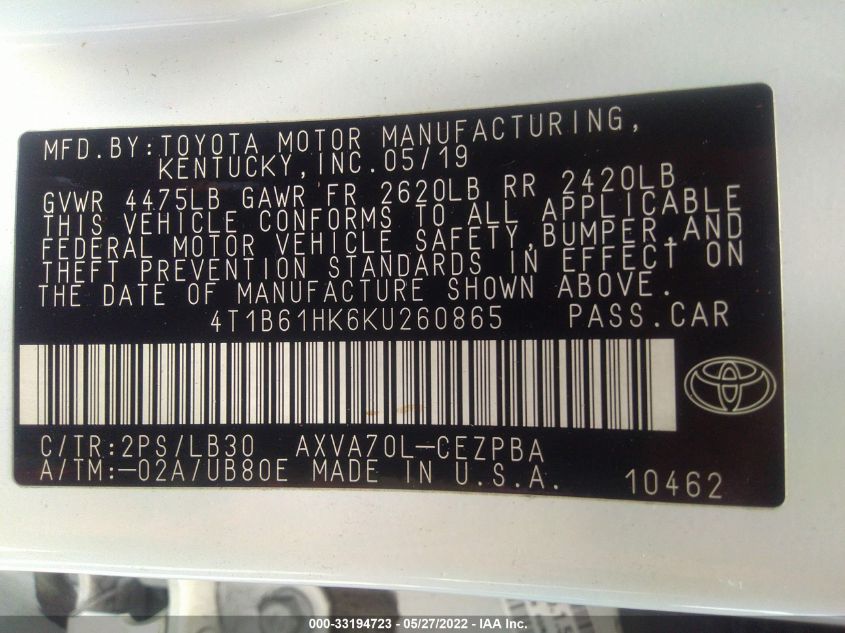 MFD.BY:TOYOTA MOTOR MANUFACTURING,
KENTUCKY,INC.05/19
GVWR 4475LB GAWR FR 2620LB RR 2420LB
THIS VEHICLE CONFORMS TO ALL APPLICABLE
FEDERAL MOTOR VEHICLE SAFETY,BUMPER,AND
THEFT PREVENTION STANDARDS IN EFFECT ON
THE DATE OF MANUFACTURE SHOWN ABOVE.
4T1B61HK6KU260865 PASS.CAR
C/TR:2PS/LB30 AXVA70L-CEZPBA
A/TM:-02A/UB80E MADE IN U.S.A. 10462
000-33194723 - 05/27/2022 - IAA Inc.